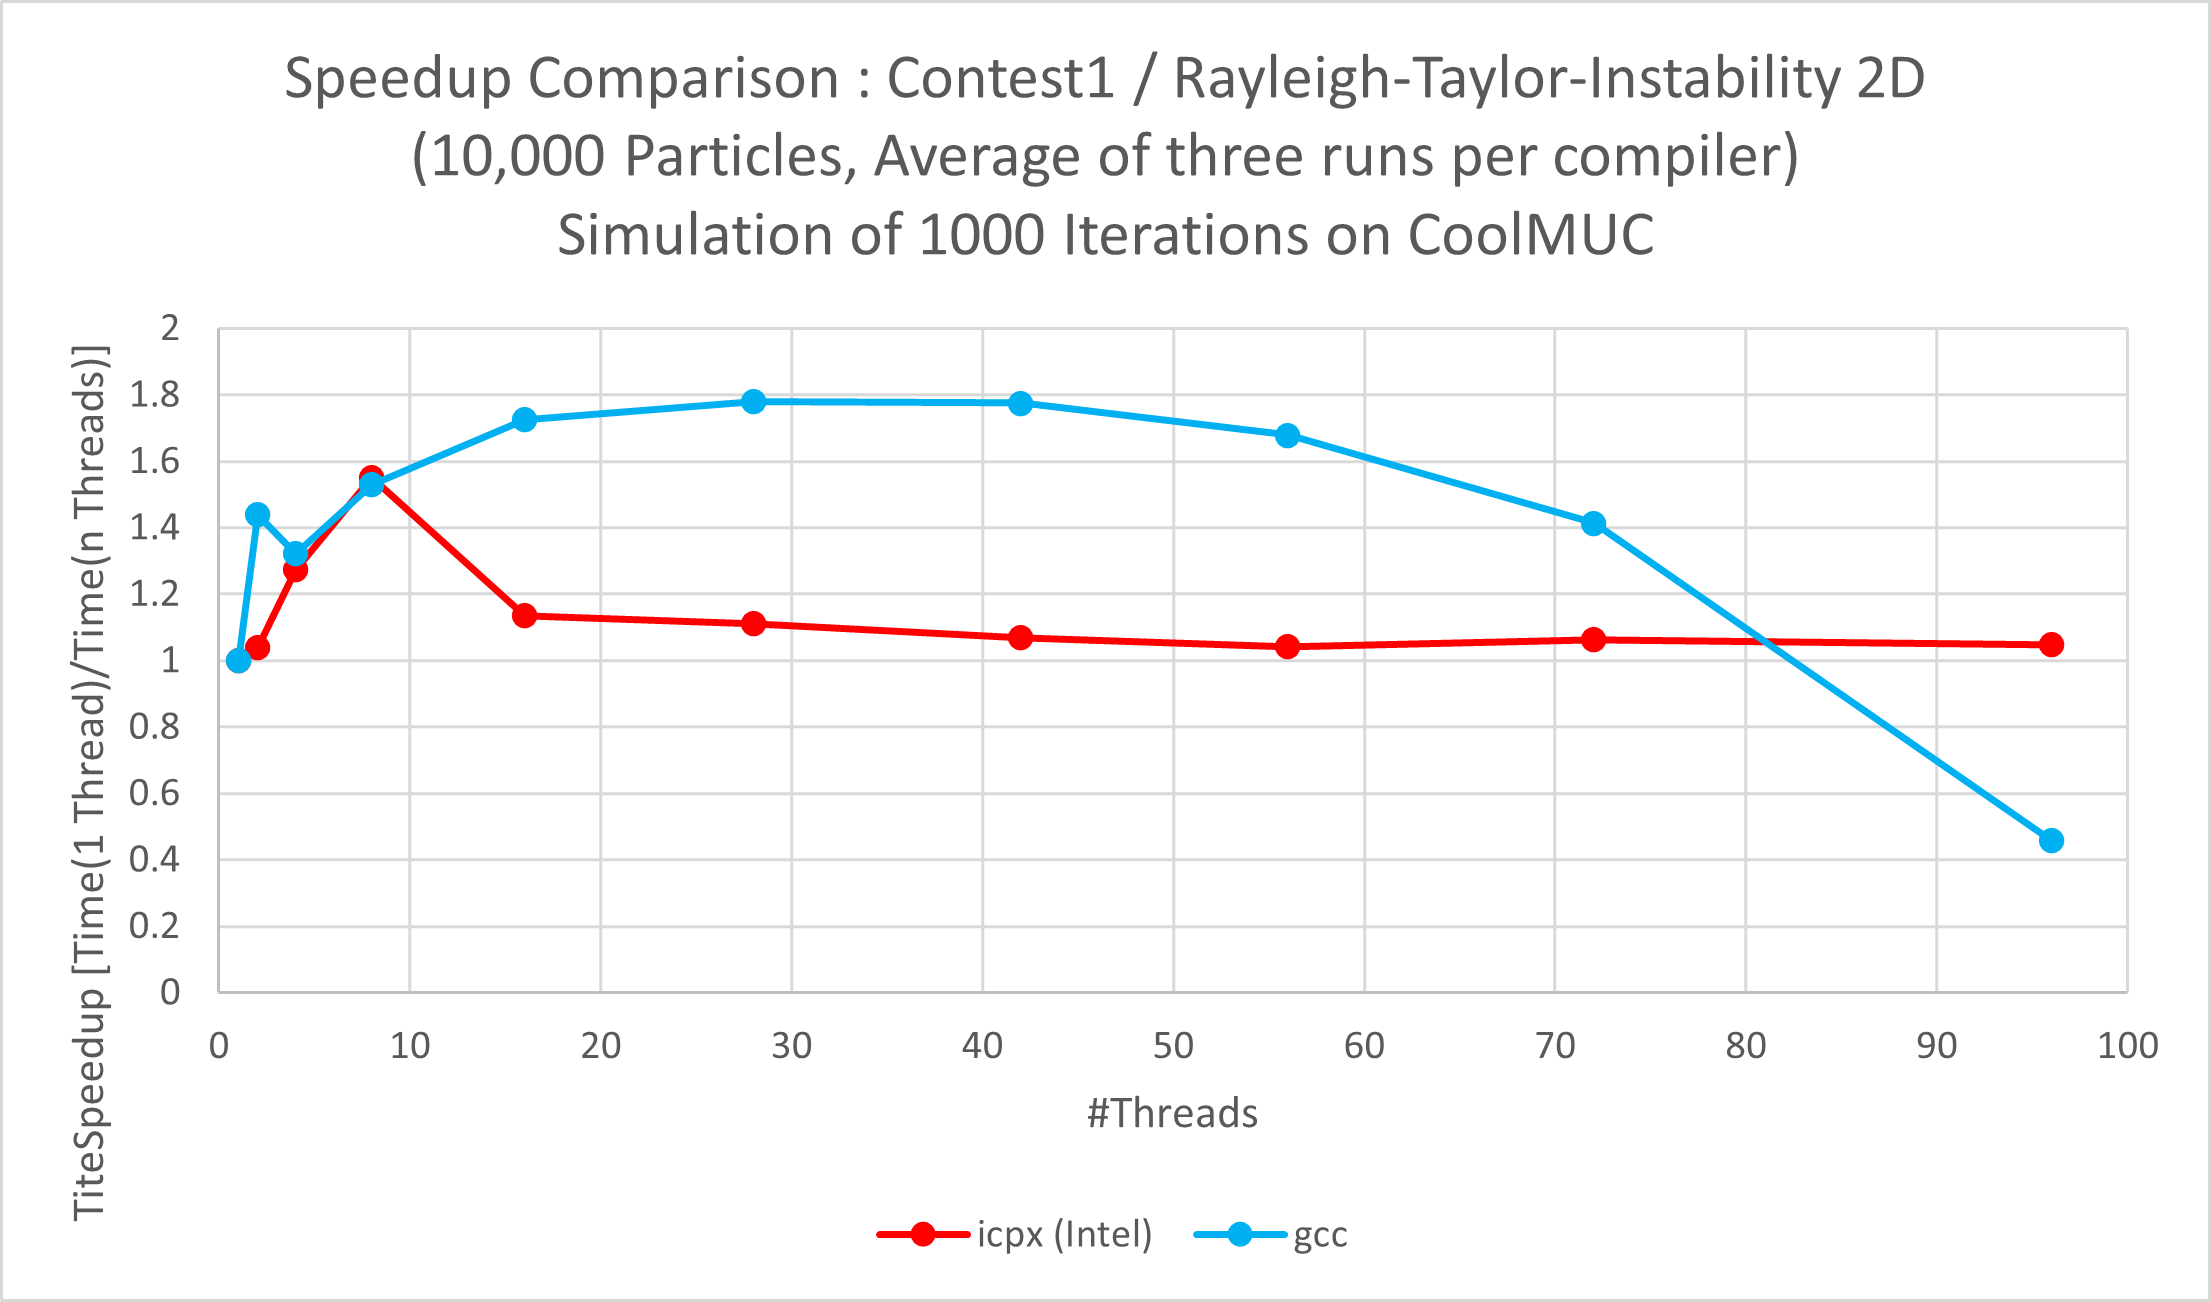 Speedup Comparison : Contest1 / Rayleigh-Taylor-Instability 2D
(10,000 Particles, Average of three runs per compiler)
Simulation of 1000 Iterations on CoolMUC
TiteSpeedup [Time(1 Thread)/Time(n Threads)]
2
1.8
1.6
1.4
1.2
1
0.8
0.6
0.4
0.2
0
0 10 20 30 40 50 60 70 80 90 100
#Threads
icpx (Intel) gcc